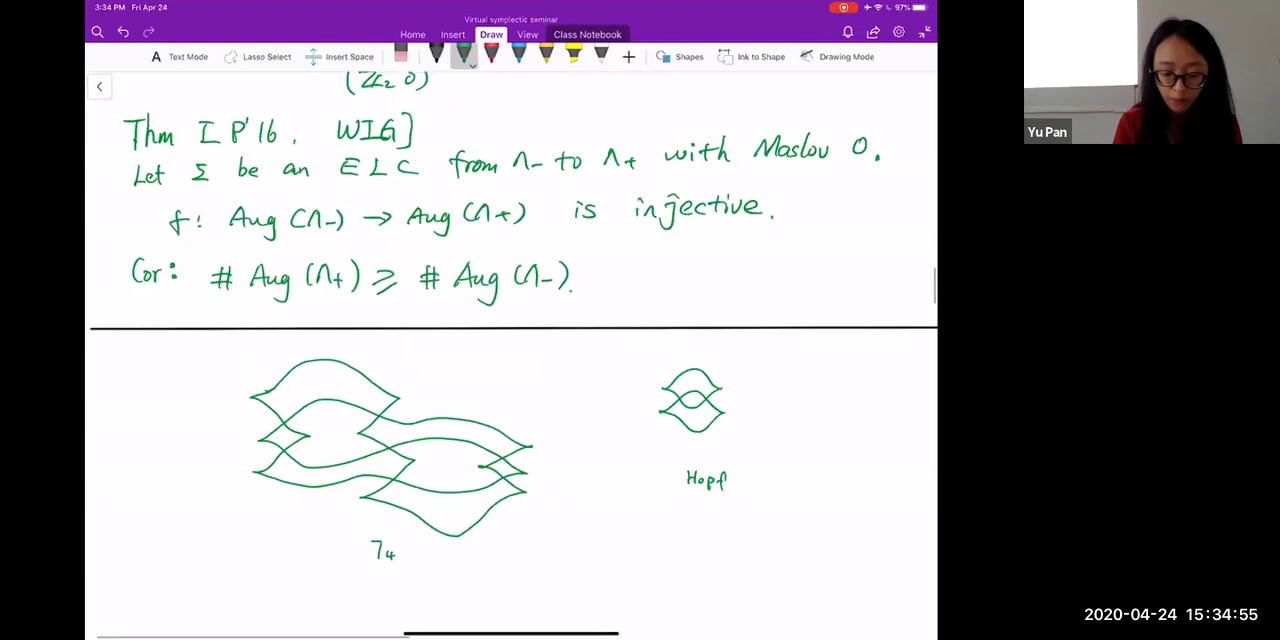 3:34 PM Fri Apr 24
97%
Virtual symplectic seminar
Home Insert Draw View Class Notebook
Text Mode Lasso Select Insert Space Shapes Ink to Shape Drawing Mode
(ℤ₂ 0)
Thm [P'16, WIG]
Let Σ be an ELC from Λ- to Λ+ with Maslov 0.
f: Aug (Λ-) → Aug (Λ+) is injective.
Cor: # Aug (Λ+) ⩾ # Aug (Λ-).
Hopf
7₄
Yu Pan
2020-04-24 15:34:55